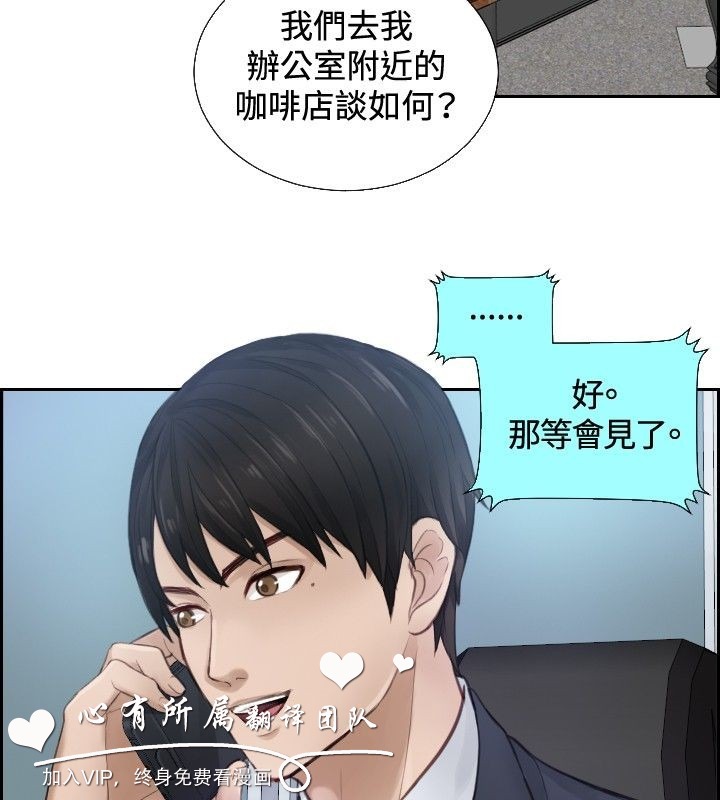 我們去我
辦公室附近的
咖啡店談如何？
……
好。
那等會見了。
心有所属翻译团队
加入VIP，终身免费看漫画